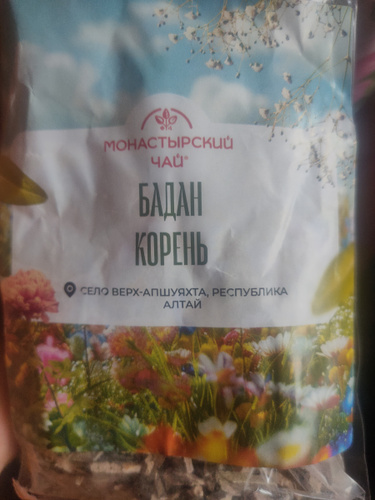 МОНАСТЫРСКИЙ
ЧАЙ®
БАДАН
КОРЕНЬ
СЕЛО ВЕРХ-АПШУЯХТА, РЕСПУБЛИКА
АЛТАЙ